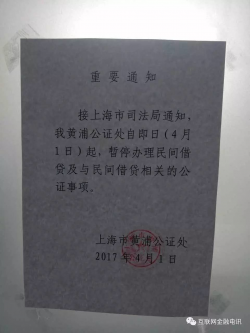 重要通知
接上海市司法局通知，
我黄浦公证处自即日（4月
1日）起，暂停办理民间借
贷及与民间借贷相关的公
证事项。
上海市黄浦公证处
2017年4月1日
互联网金融电讯